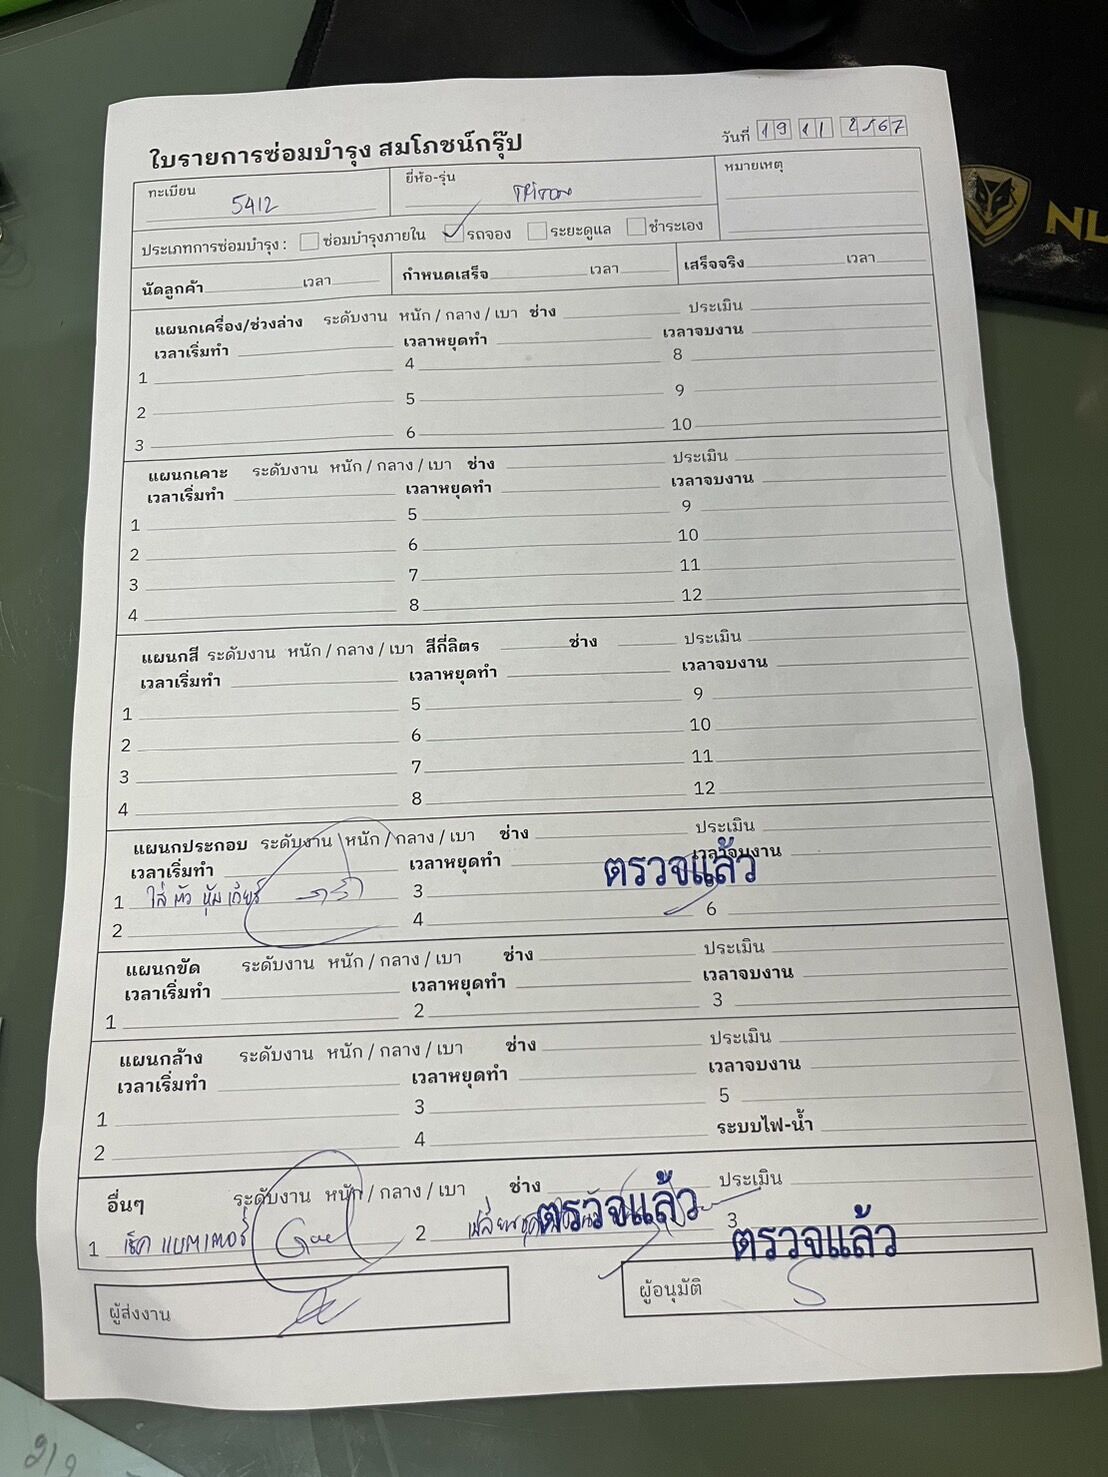 ใบรายการซ่อมบำรุง สมโภชน์กรุ๊ป
วันที่ 19 11 2567
ทะเบียน 5412 ยี่ห้อ-รุ่น TRITON หมายเหตุ
ประเภทการซ่อมบำรุง : ซ่อมบำรุงภายใน รถจอง ระยะดูแล ชำระเอง
นัดลูกค้า เวลา กำหนดเสร็จ เวลา เสร็จจริง เวลา
แผนกเครื่อง/ช่วงล่าง ระดับงาน หนัก / กลาง / เบา ช่าง ประเมิน
เวลาเริ่มทำ เวลาหยุดทำ เวลาจบงาน
1 4 8
2 5 9
3 6 10
แผนกเคาะ ระดับงาน หนัก / กลาง / เบา ช่าง ประเมิน
เวลาเริ่มทำ เวลาหยุดทำ เวลาจบงาน
1 5 9
2 6 10
3 7 11
4 8 12
แผนกสี ระดับงาน หนัก / กลาง / เบา สีกี่ลิตร ช่าง ประเมิน
เวลาเริ่มทำ เวลาหยุดทำ เวลาจบงาน
1 5 9
2 6 10
3 7 11
4 8 12
แผนกประกอบ ระดับงาน หนัก / กลาง / เบา ช่าง ประเมิน
เวลาเริ่มทำ เวลาหยุดทำ เวลาจบงาน
1 ใส่ ตัว หุ้ม เกียร์ 3 ตรวจแล้ว
2 4 6
แผนกขัด ระดับงาน หนัก / กลาง / เบา ช่าง ประเมิน
เวลาเริ่มทำ เวลาหยุดทำ เวลาจบงาน
1 2 3
แผนกล้าง ระดับงาน หนัก / กลาง / เบา ช่าง ประเมิน
เวลาเริ่มทำ เวลาหยุดทำ เวลาจบงาน
1 3 5
2 4 ระบบไฟ-น้ำ
อื่นๆ ระดับงาน หนัก / กลาง / เบา ช่าง ประเมิน
1 เช็ค แบตเตอร์รี่ 2 ตรวจแล้ว 3
ตรวจแล้ว
ผู้ส่งงาน ผู้อนุมัติ